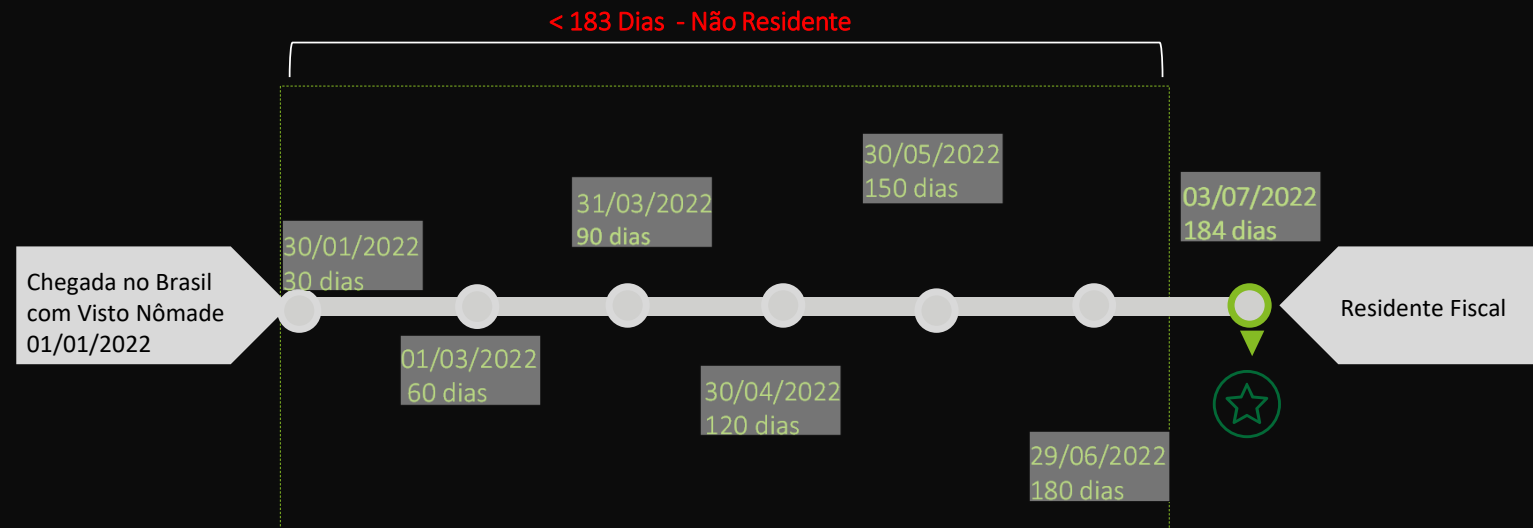 < 183 Dias - Não Residente
Chegada no Brasil
com Visto Nômade
01/01/2022
30/01/2022
30 dias
01/03/2022
60 dias
31/03/2022
90 dias
30/04/2022
120 dias
30/05/2022
150 dias
29/06/2022
180 dias
03/07/2022
184 dias
Residente Fiscal